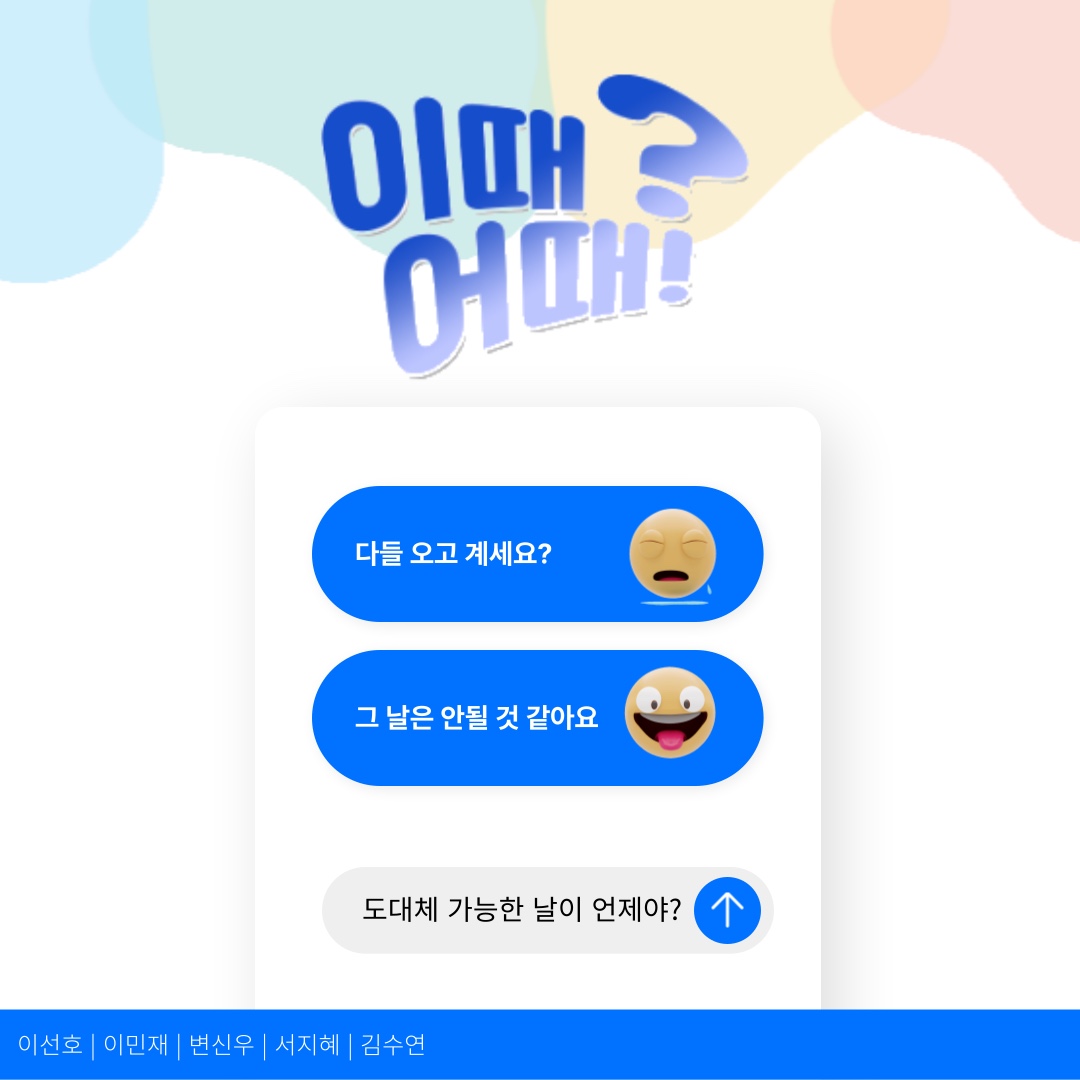 이때?
어때!
다들 오고 계세요?
그 날은 안될 것 같아요
도대체 가능한 날이 언제야?
이선호 | 이민재 | 변신우 | 서지혜 | 김수연